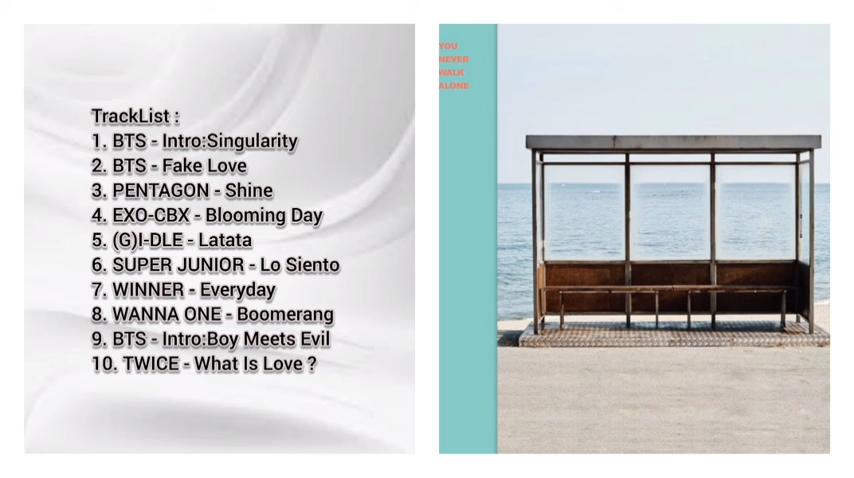 TrackList :
1. BTS - Intro:Singularity
2. BTS - Fake Love
3. PENTAGON - Shine
4. EXO-CBX - Blooming Day
5. (G)I-DLE - Latata
6. SUPER JUNIOR - Lo Siento
7. WINNER - Everyday
8. WANNA ONE - Boomerang
9. BTS - Intro:Boy Meets Evil
10. TWICE - What Is Love ?
YOU
NEVER
WALK
ALONE